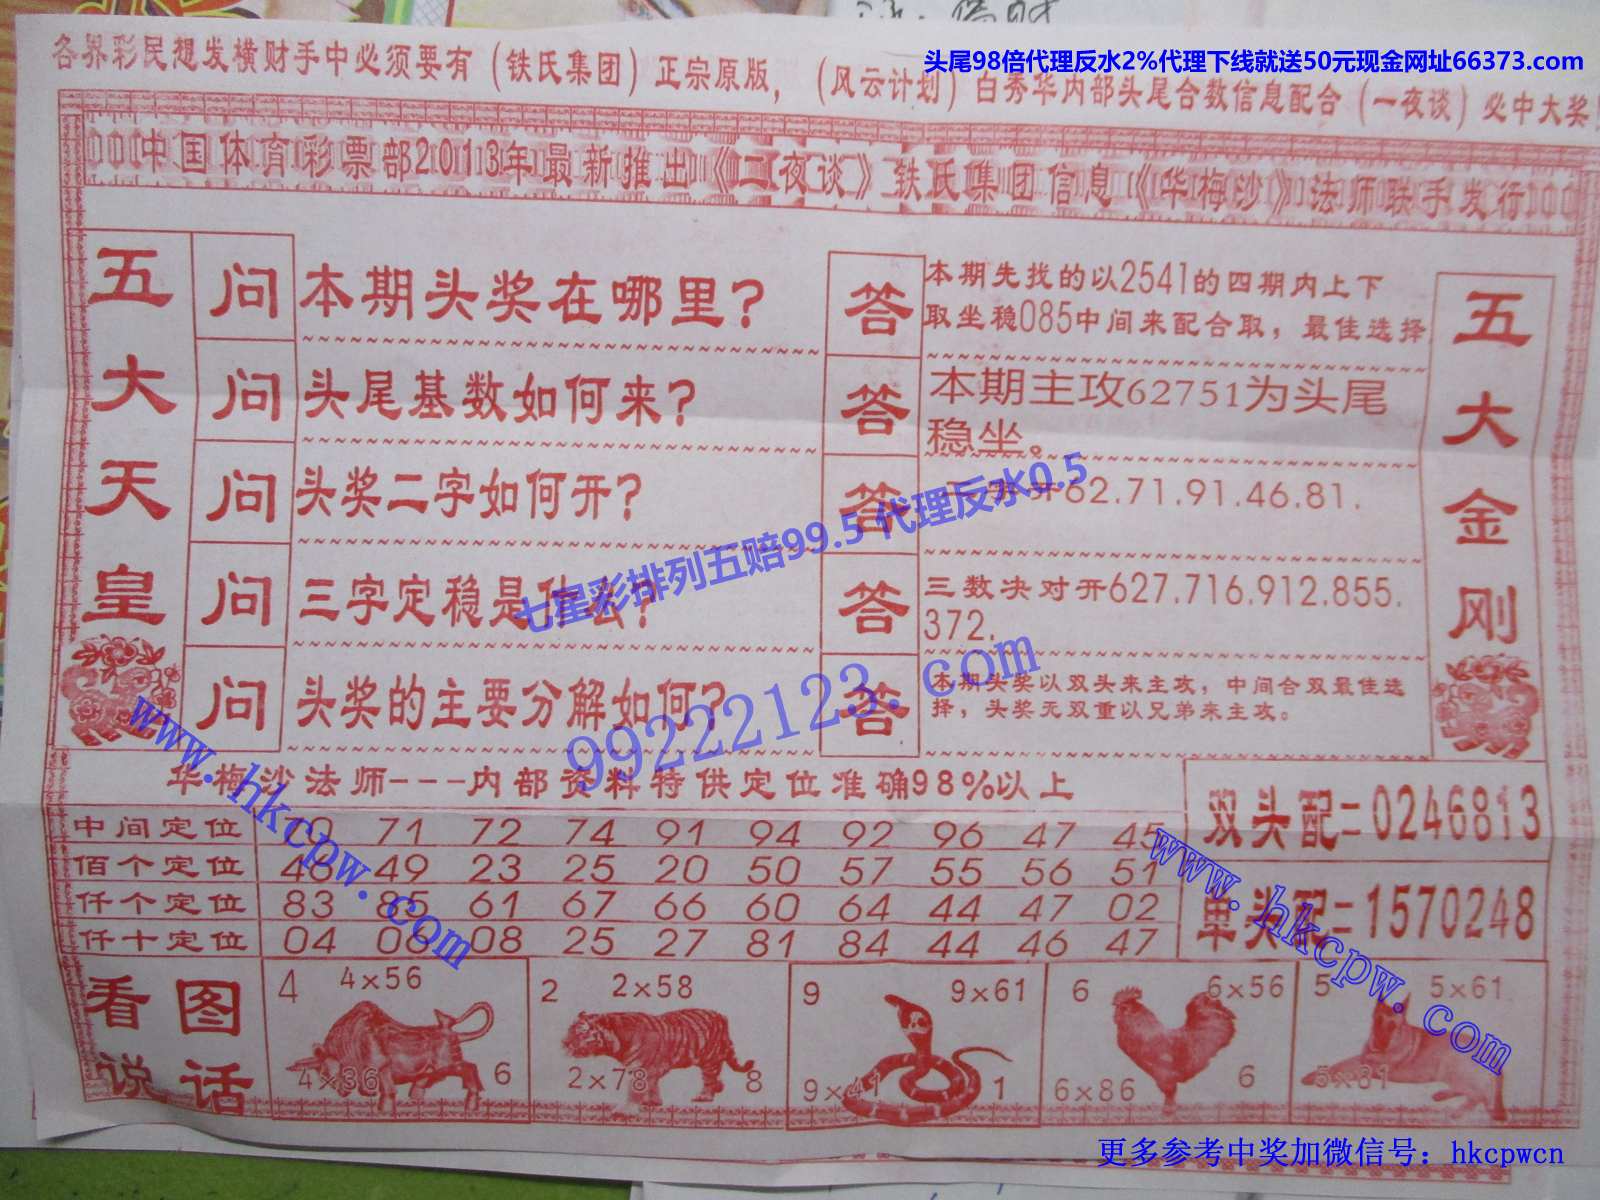 头尾98倍代理反水2%代理下线就送50元现金网址66373.com
各界彩民想发横财手中必须要有（铁氏集团）正宗原版，（风云计划）白秀华内部头尾合数信息配合（一夜谈）必中大奖
中国体育彩票部2013年最新推出《一夜谈》铁氏集团信息《华梅沙》法师联手发行
五大天皇
问 本期头奖在哪里？
答 本期先找的以2541的四期内上下
取坐稳085中间来配合取，最佳选择
问 头尾基数如何来？
答 本期主攻62751为头尾
稳坐。
问 头奖二字如何开？
答 62.71.91.46.81.
问 三字定稳是什么？
答 三数决对开627.716.912.855.
372.
问 头奖的主要分解如何？
答 本期头奖以双头来主攻，中间合双最佳选
择，头奖无双重以兄弟来主攻。
五大金刚
七星彩排列五赔99.5 代理反水0.5
99222123.com
华梅沙法师---内部资料特供定位准确98%以上
中间定位 71 72 74 91 94 92 96 47 45
佰个定位 48 49 23 25 20 50 57 55 56 51
仟个定位 83 85 61 67 66 60 64 44 47 02
仟十定位 04 06 08 25 27 81 84 44 46 47
双头配=0246813
单头配=1570248
www.hkcpw.com
www.hkcpw.com
看图
说话
4 4×56
4×36 6
2 2×58
2×78 8
9 9×61
9×41 1
6 6×56
6×86 6
5 5×61
5×81
更多参考中奖加微信号：hkcpwcn